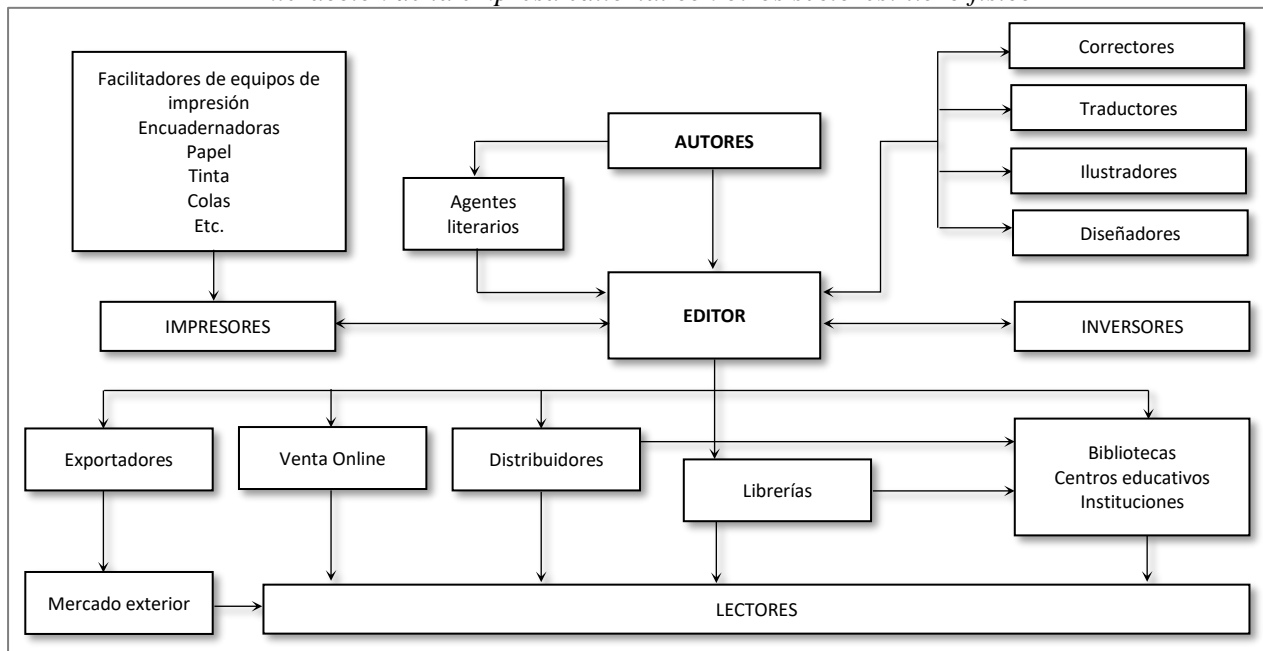 Facilitadores de equipos de
impresión
Encuadernadoras
Papel
Tinta
Colas
Etc.
AUTORES
Agentes
literarios
Correctores
Traductores
Ilustradores
Diseñadores
IMPRESORES
EDITOR
INVERSORES
Exportadores
Venta Online
Distribuidores
Librerías
Bibliotecas
Centros educativos
Instituciones
Mercado exterior
LECTORES